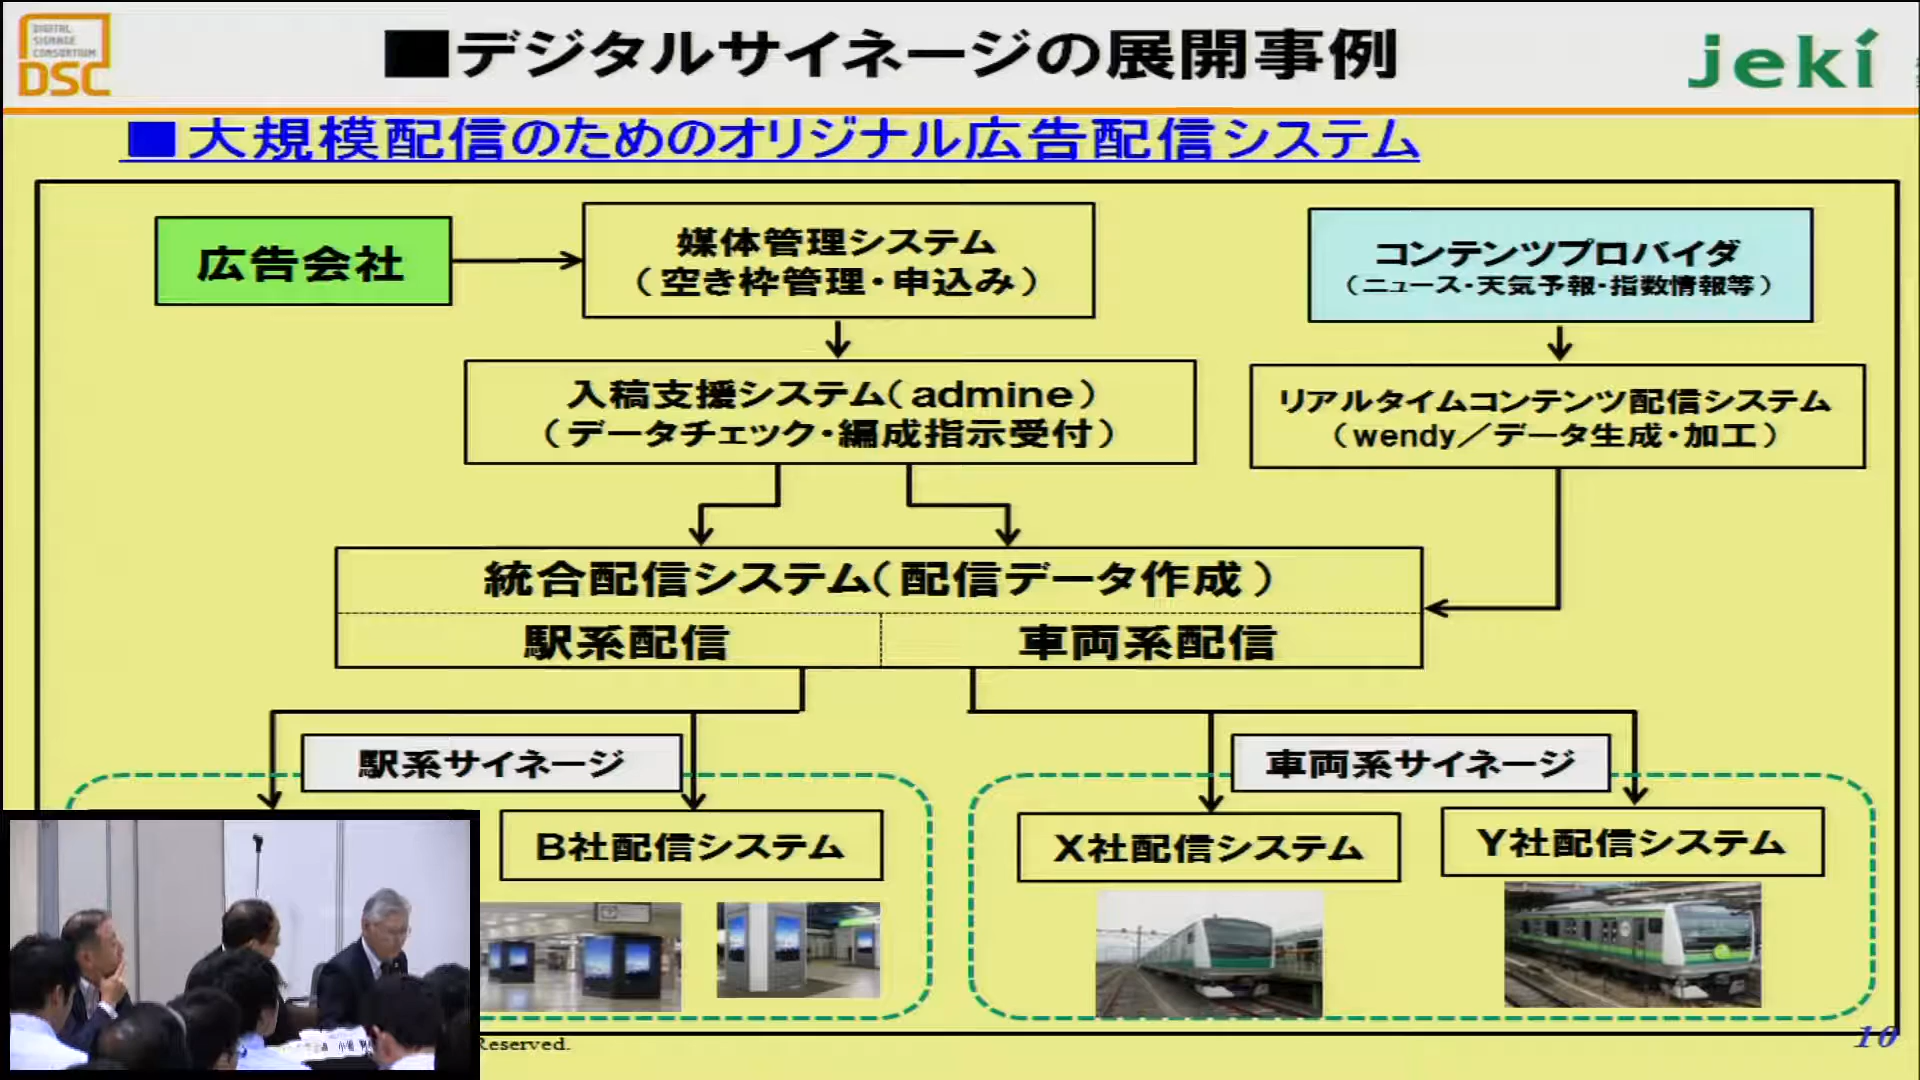 DIGITAL
SIGNAGE
CONSORTIUM
DSC
■デジタルサイネージの展開事例
jeki
■大規模配信のためのオリジナル広告配信システム
広告会社
媒体管理システム
（空き枠管理・申込み）
コンテンツプロバイダ
（ニュース・天気予報・指数情報等）
入稿支援システム（admine）
（データチェック・編成指示受付）
リアルタイムコンテンツ配信システム
（wendy／データ生成・加工）
統合配信システム（配信データ作成）
駅系配信
車両系配信
駅系サイネージ
車両系サイネージ
B社配信システム
X社配信システム
Y社配信システム
Reserved.
10